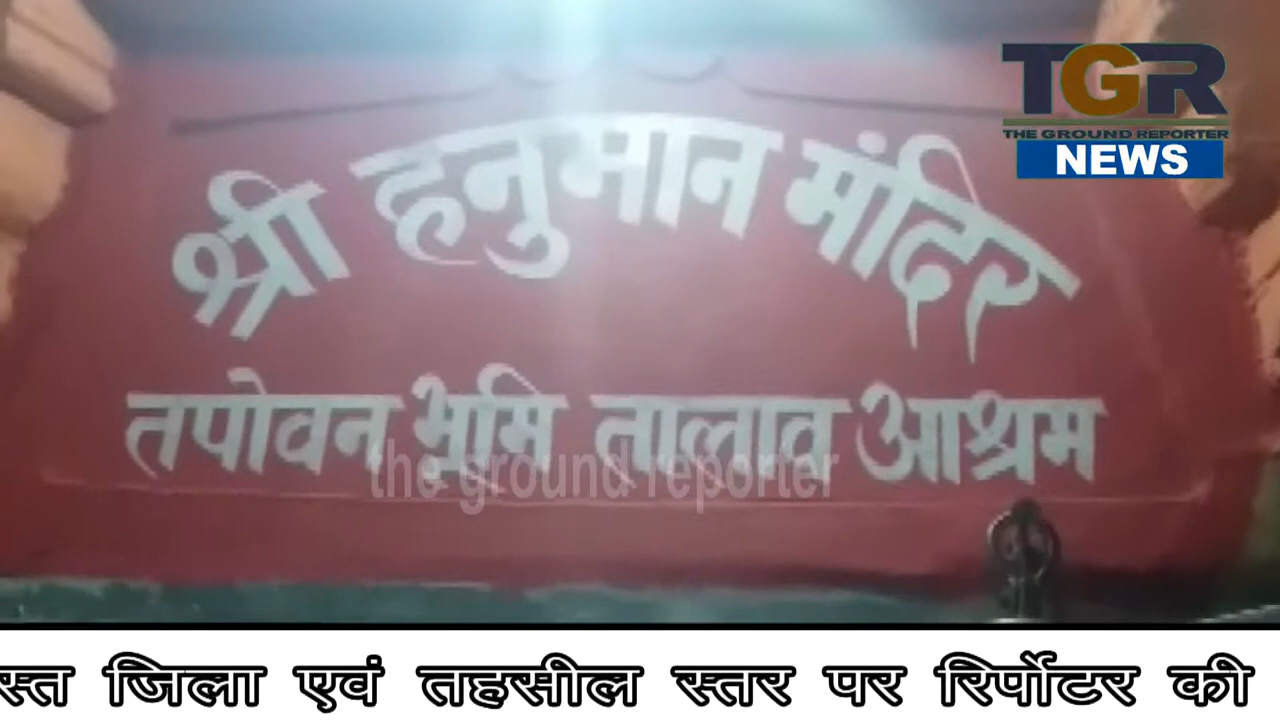 TGR
THE GROUND REPORTER
NEWS
श्री हनुमान मंदिर
तपोवन भूमि तालाव आश्रम
the ground reporter
स्त जिला एवं तहसील स्तर पर रिर्पोटर की